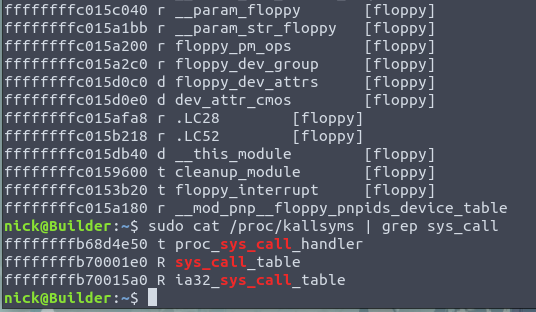 ffffffffc015c040 r __param_floppy [floppy]
ffffffffc015a1bb r __param_str_floppy [floppy]
ffffffffc015a200 r floppy_pm_ops [floppy]
ffffffffc015a2c0 r floppy_dev_group [floppy]
ffffffffc015d0c0 d floppy_dev_attrs [floppy]
ffffffffc015d0e0 d dev_attr_cmos [floppy]
ffffffffc015afa8 r .LC28 [floppy]
ffffffffc015b218 r .LC52 [floppy]
ffffffffc015db40 d __this_module [floppy]
ffffffffc0159600 t cleanup_module [floppy]
ffffffffc0153b20 t floppy_interrupt [floppy]
ffffffffc015a180 r __mod_pnp__floppy_pnpids_device_table
nick@Builder:~$ sudo cat /proc/kallsyms | grep sys_call
ffffffffb68d4e50 t proc_sys_call_handler
ffffffffb70001e0 R sys_call_table
ffffffffb70015a0 R ia32_sys_call_table
nick@Builder:~$